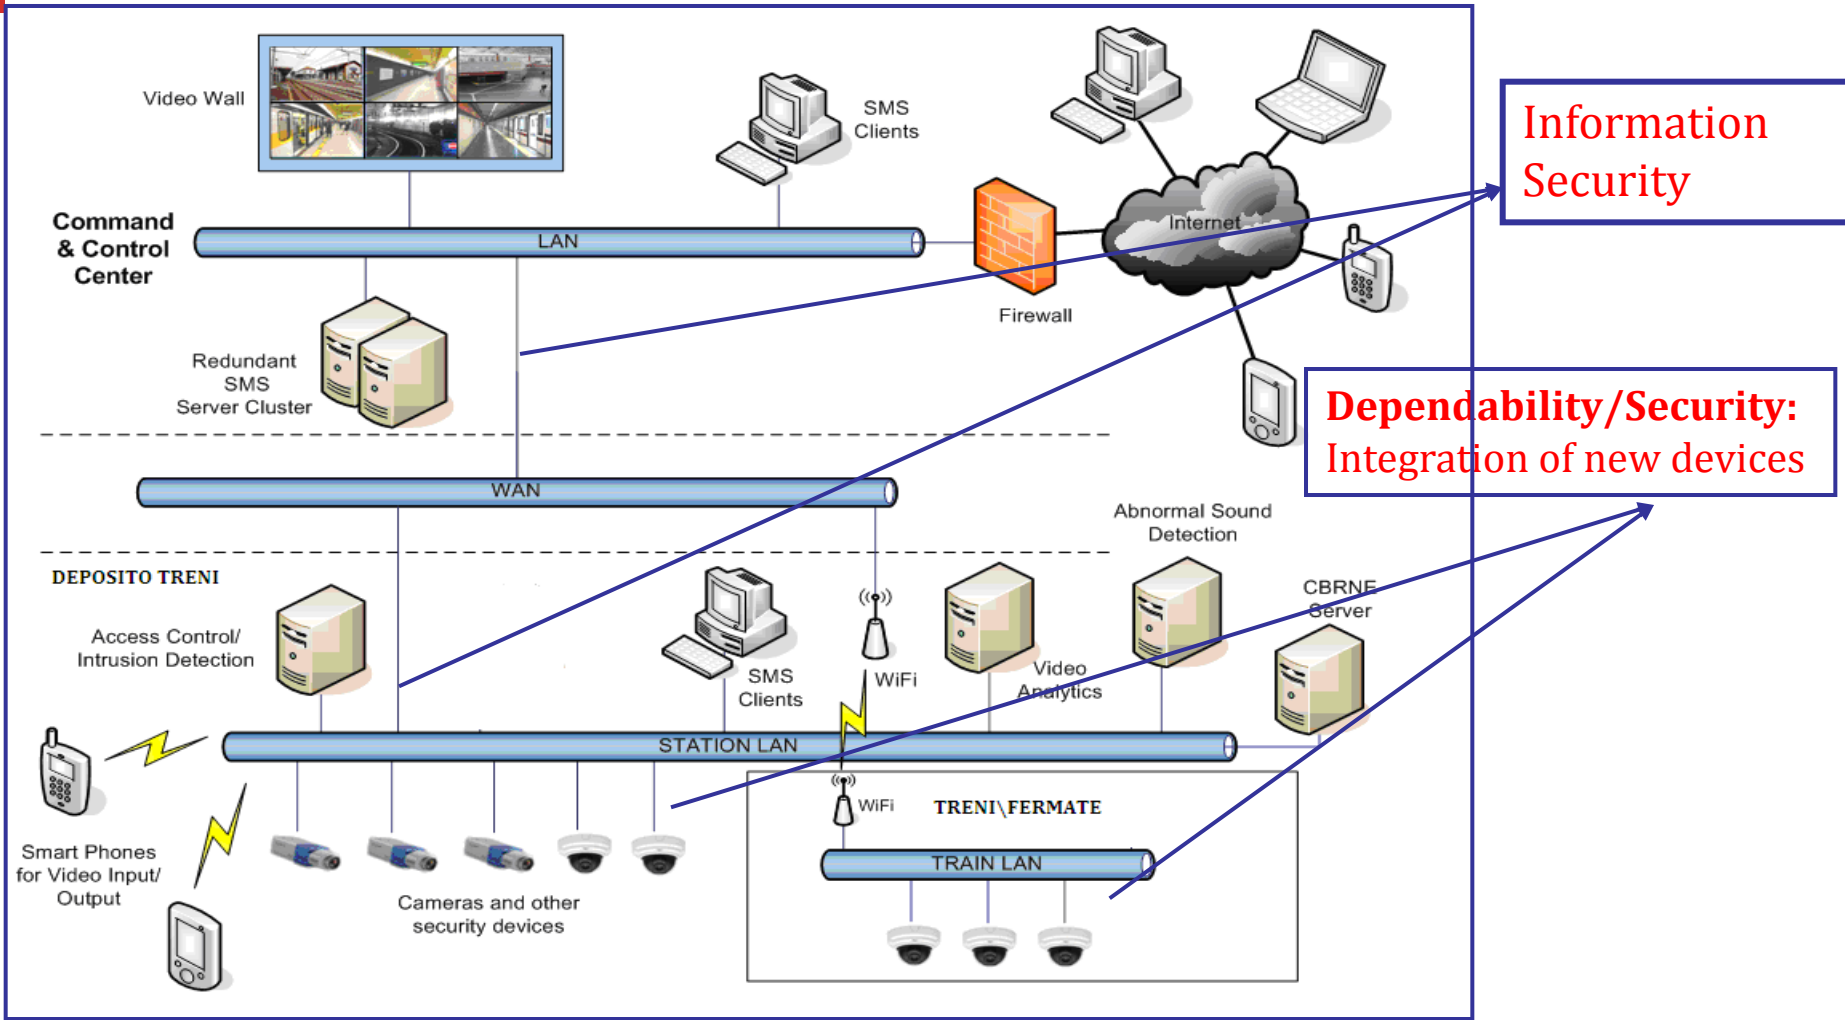 Video Wall
SMS
Clients
Information
Security
Command
& Control
Center
LAN
Internet
Firewall
Redundant
SMS
Server Cluster
Dependability/Security:
Integration of new devices
WAN
Abnormal Sound
Detection
DEPOSITO TRENI
CBRNE
Server
Access Control/
Intrusion Detection
SMS
Clients
WiFi
Video
Analytics
STATION LAN
WiFi
TRENI\FERMATE
Smart Phones
for Video Input/
Output
TRAIN LAN
Cameras and other
security devices